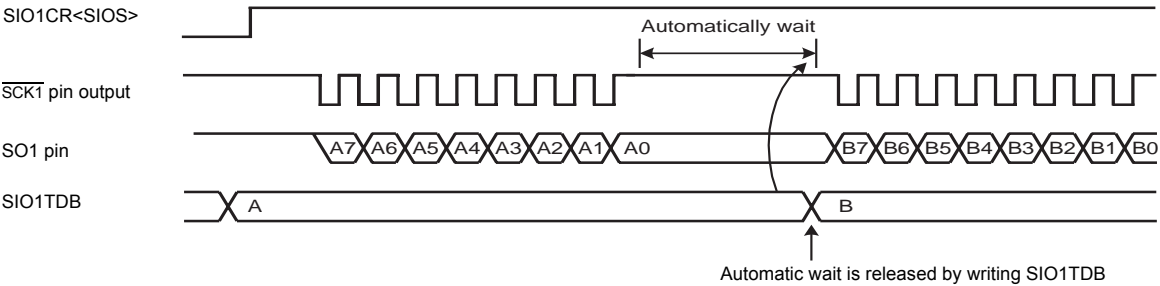 SIO1CR<SIOS>
Automatically wait
SCK1 pin output
SO1 pin
A7 A6 A5 A4 A3 A2 A1 A0 B7 B6 B5 B4 B3 B2 B1 B0
SIO1TDB
A B
Automatic wait is released by writing SIO1TDB